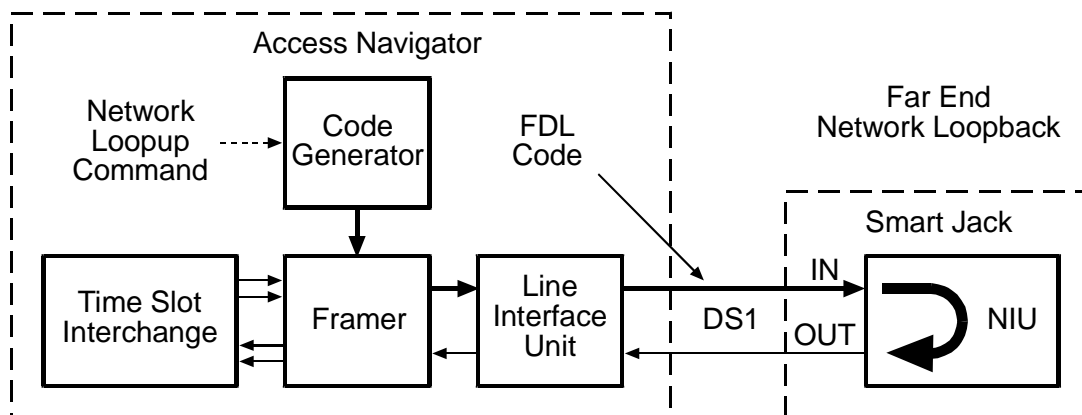 Access Navigator
Network
Loopup
Command
Code
Generator
FDL
Code
Far End
Network Loopback
Smart Jack
Time Slot
Interchange
Framer
Line
Interface
Unit
DS1
IN
OUT
NIU